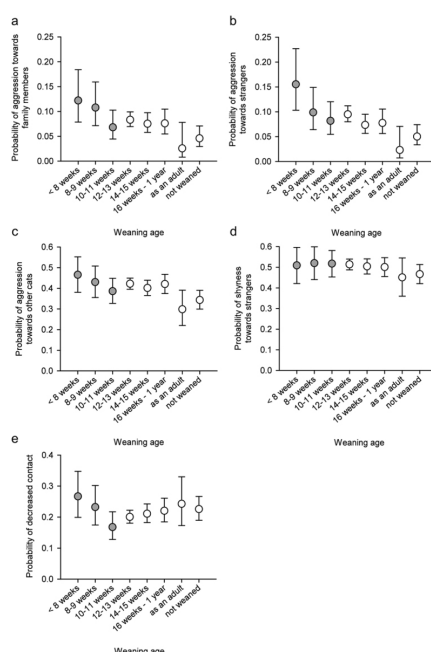 a
Probability of aggression towards
family members
0.25
0.20
0.15
0.10
0.05
0.00
< 8 weeks
8-9 weeks
10-11 weeks
12-13 weeks
14-15 weeks
16 weeks - 1 year
as an adult
not weaned
Weaning age
b
Probability of aggression
towards strangers
0.25
0.20
0.15
0.10
0.05
0.00
< 8 weeks
8-9 weeks
10-11 weeks
12-13 weeks
14-15 weeks
16 weeks - 1 year
as an adult
not weaned
Weaning age
c
Probability of aggression
towards other cats
0.6
0.5
0.4
0.3
0.2
0.1
0.0
< 8 weeks
8-9 weeks
10-11 weeks
12-13 weeks
14-15 weeks
16 weeks - 1 year
as an adult
not weaned
Weaning age
d
Probability of shyness
towards strangers
0.6
0.5
0.4
0.3
0.2
0.1
0.0
< 8 weeks
8-9 weeks
10-11 weeks
12-13 weeks
14-15 weeks
16 weeks - 1 year
as an adult
not weaned
Weaning age
e
Probability of decreased contact
0.4
0.3
0.2
0.1
0.0
< 8 weeks
8-9 weeks
10-11 weeks
12-13 weeks
14-15 weeks
16 weeks - 1 year
as an adult
not weaned
Weaning age